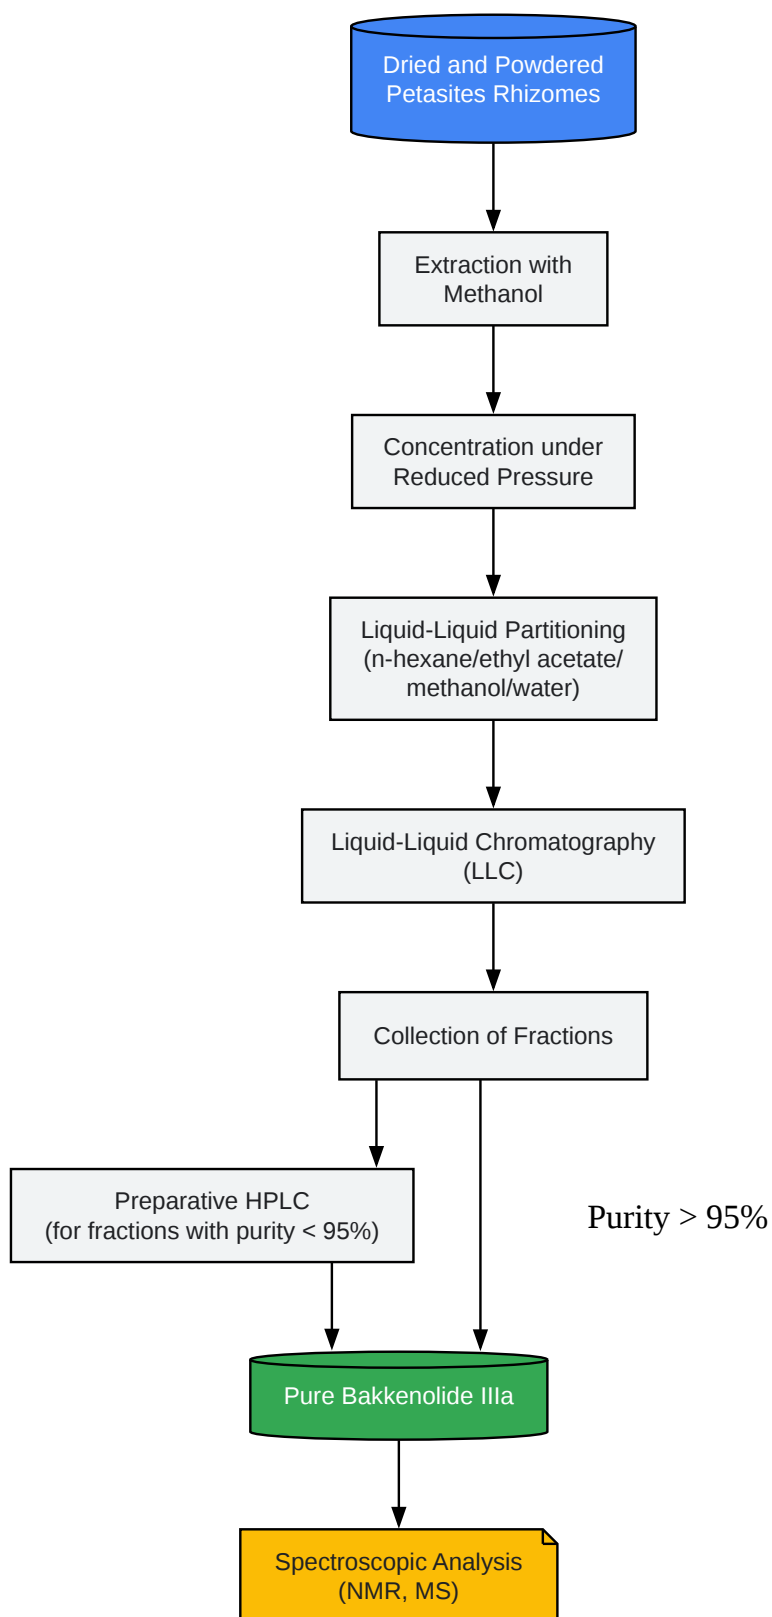 Dried and Powdered
Petasites Rhizomes
Extraction with
Methanol
Concentration under
Reduced Pressure
Liquid-Liquid Partitioning
(n-hexane/ethyl acetate/
methanol/water)
Liquid-Liquid Chromatography
(LLC)
Collection of Fractions
Preparative HPLC
(for fractions with purity < 95%)
Purity > 95%
Pure Bakkenolide IIIa
Spectroscopic Analysis
(NMR, MS)